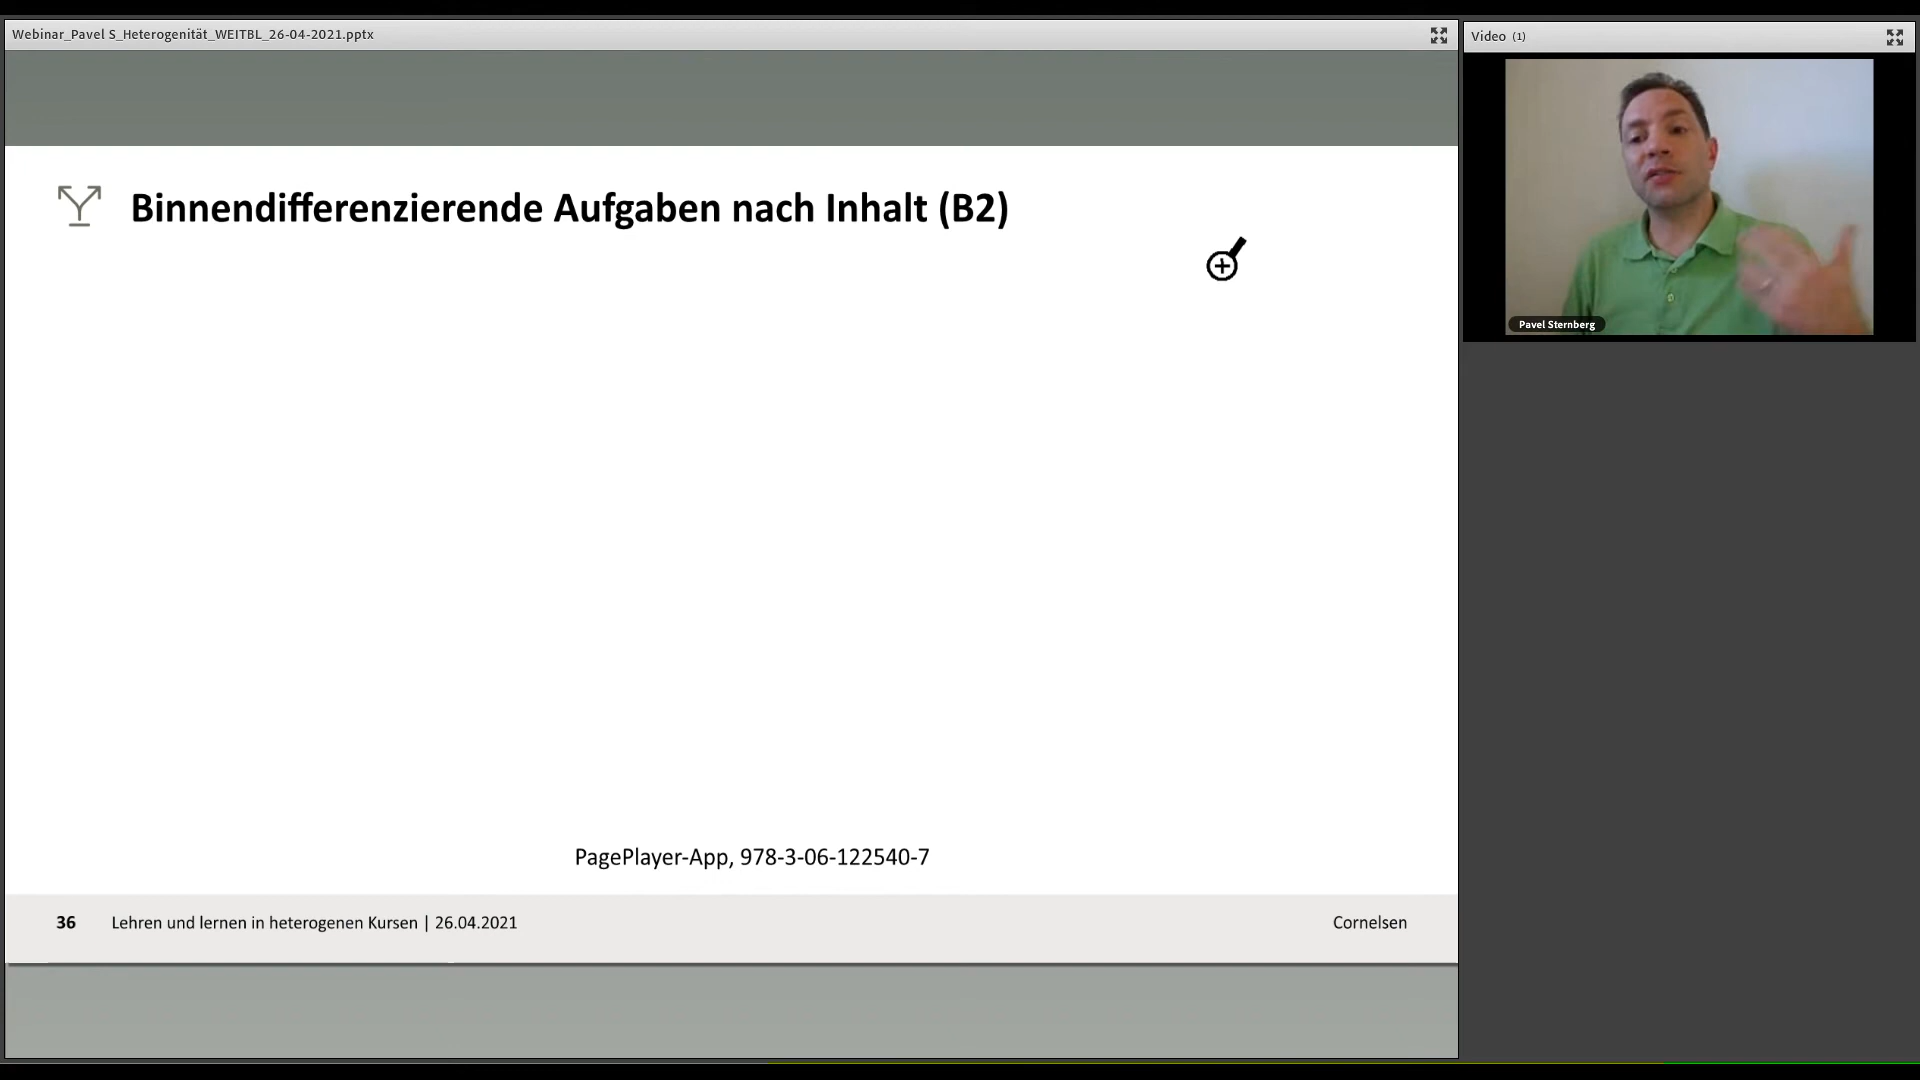 Webinar_Pavel S_Heterogenität_WEITBL_26-04-2021.pptx
Video (1)
Binnendifferenzierende Aufgaben nach Inhalt (B2)
Pavel Sternberg
PagePlayer-App, 978-3-06-122540-7
36 Lehren und lernen in heterogenen Kursen | 26.04.2021 Cornelsen